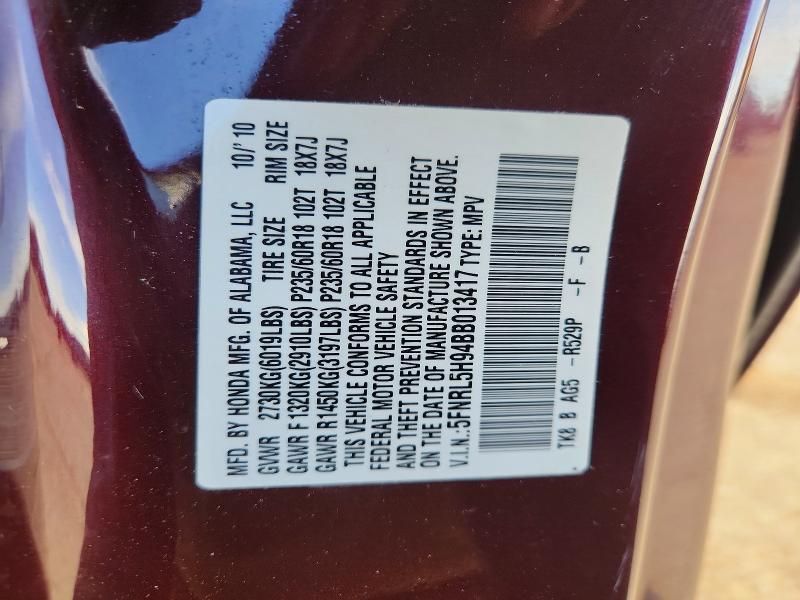 MFD. BY HONDA MFG. OF ALABAMA, LLC 10/' 10
GVWR 2730KG(6019LBS) TIRE SIZE RIM SIZE
GAWR F 1320KG(2910LBS) P235/60R18 102T 18X7J
GAWR R1450KG(3197LBS) P235/60R18 102T 18X7J
THIS VEHICLE CONFORMS TO ALL APPLICABLE
FEDERAL MOTOR VEHICLE SAFETY
AND THEFT PREVENTION STANDARDS IN EFFECT
ON THE DATE OF MANUFACTURE SHOWN ABOVE.
V.I.N.:5FNRL5H94BB013417 TYPE: MPV
TK8 B AG5 -R529P -F -B